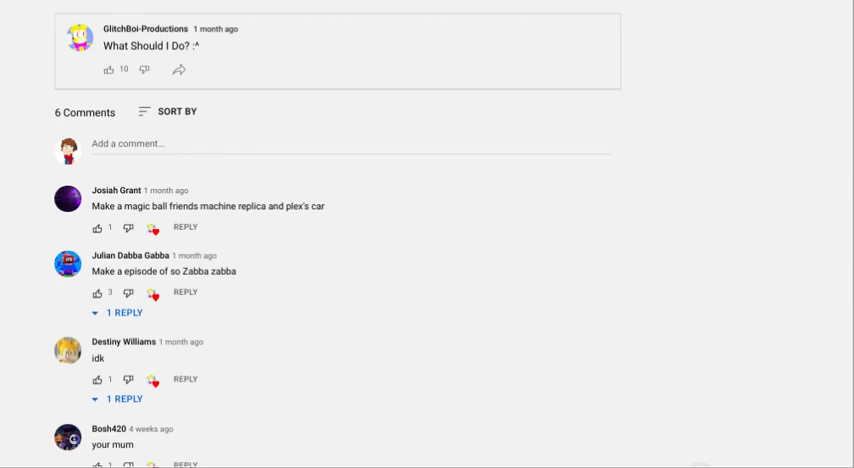 GlitchBoi-Productions 1 month ago
What Should I Do? :^
10
6 Comments SORT BY
Add a comment...
Josiah Grant 1 month ago
Make a magic ball friends machine replica and plex's car
1 REPLY
Julian Dabba Gabba 1 month ago
Make a episode of so Zabba zabba
3 REPLY
1 REPLY
Destiny Williams 1 month ago
idk
1 REPLY
1 REPLY
Bosh420 4 weeks ago
your mum
1 REPLY